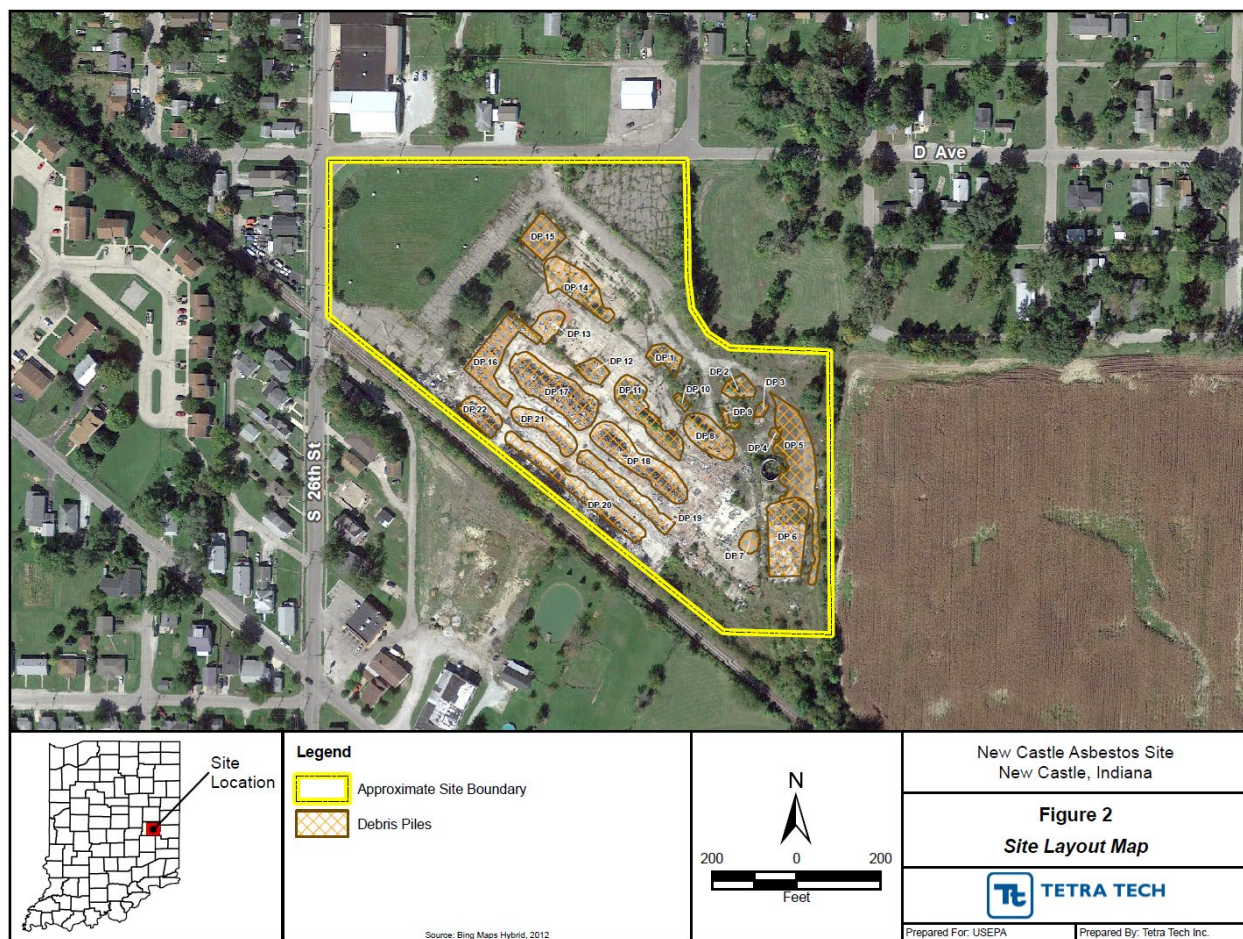 D Ave
S 26th St
DP 15
DP 14
DP 13
DP 1
DP 12
DP 16
DP 2
DP 3
DP 10
DP 11
DP 17
DP 9
DP 22
DP 21
DP 8
DP 4
DP 5
DP 18
DP 20
DP 19
DP 6
DP 7
Site
Location
Legend
Approximate Site Boundary
Debris Piles
Source: Bing Maps Hybrid, 2012
N
200 0 200
Feet
New Castle Asbestos Site
New Castle, Indiana
Figure 2
Site Layout Map
Tt TETRA TECH
Prepared For: USEPA
Prepared By: Tetra Tech Inc.